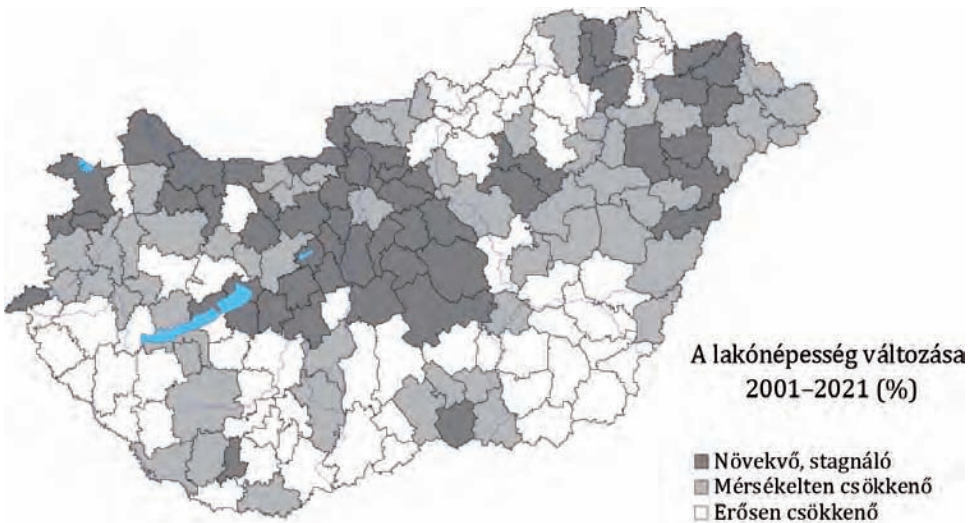 A lakónépesség változása
2001–2021 (%)
Növekvő, stagnáló
Mérsékelten csökkenő
Erősen csökkenő